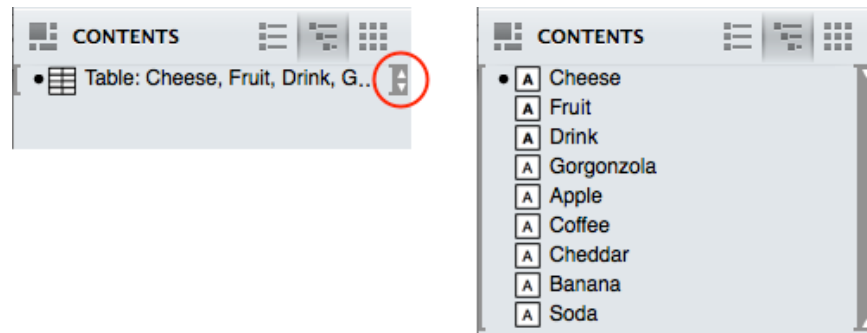 CONTENTS
Table: Cheese, Fruit, Drink, G...
CONTENTS
A Cheese
A Fruit
A Drink
A Gorgonzola
A Apple
A Coffee
A Cheddar
A Banana
A Soda